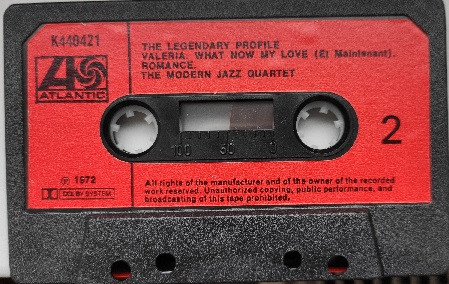 K440421
THE LEGENDARY PROFILE
VALERIA. WHAT NOW MY LOVE (Et Maintenant).
ROMANCE.
THE MODERN JAZZ QUARTET
ATLANTIC
2
100 50 0
℗ 1972
DOLBY SYSTEM
All rights of the manufacturer and of the owner of the recorded
work reserved. Unauthorized copying, public performance, and
broadcasting of this tape prohibited.